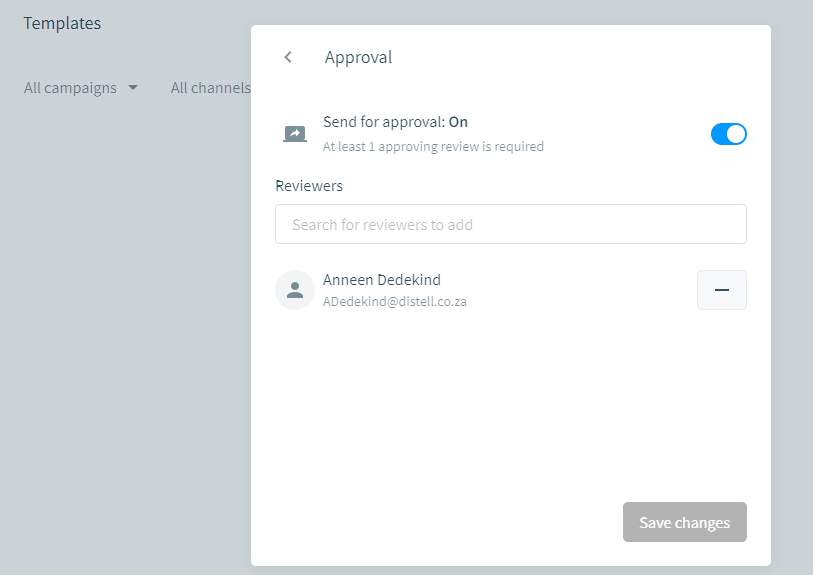 Templates
All campaigns
All channels
Approval
Send for approval: On
At least 1 approving review is required
Reviewers
Search for reviewers to add
Anneen Dedekind
ADedekind@distell.co.za
Save changes